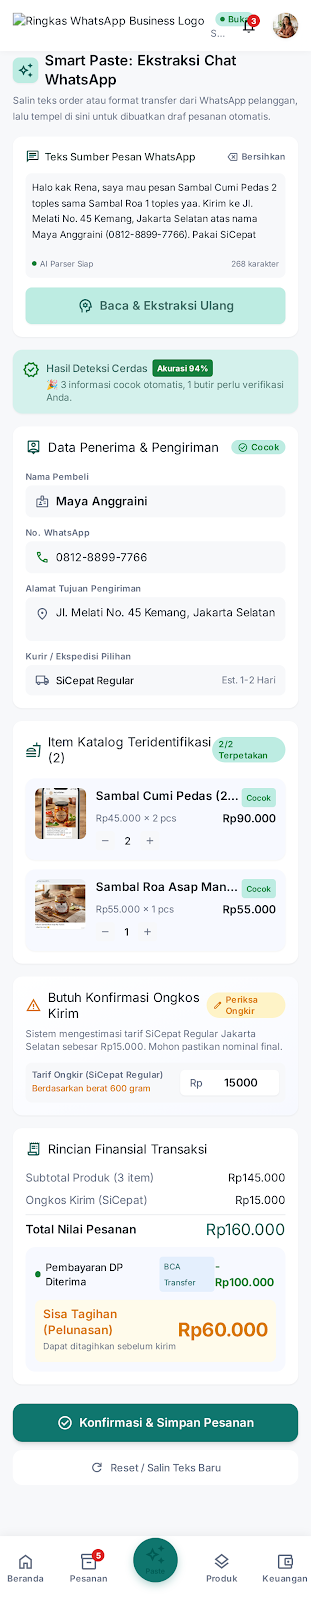 Ringkas WhatsApp Business Logo
Buka
S...
3
Smart Paste: Ekstraksi Chat
WhatsApp
Salin teks order atau format transfer dari WhatsApp pelanggan,
lalu tempel di sini untuk dibuatkan draf pesanan otomatis.
Teks Sumber Pesan WhatsApp
Bersihkan
Halo kak Rena, saya mau pesan Sambal Cumi Pedas 2
toples sama Sambal Roa 1 toples yaa. Kirim ke Jl.
Melati No. 45 Kemang, Jakarta Selatan atas nama
Maya Anggraini (0812-8899-7766). Pakai SiCepat
AI Parser Siap
268 karakter
Baca & Ekstraksi Ulang
Hasil Deteksi Cerdas
Akurasi 94%
🎉 3 informasi cocok otomatis, 1 butir perlu verifikasi
Anda.
Data Penerima & Pengiriman
Cocok
Nama Pembeli
Maya Anggraini
No. WhatsApp
0812-8899-7766
Alamat Tujuan Pengiriman
Jl. Melati No. 45 Kemang, Jakarta Selatan
Kurir / Ekspedisi Pilihan
SiCepat Regular
Est. 1-2 Hari
Item Katalog Teridentifikasi
(2)
2/2
Terpetakan
Sambal Cumi Pedas (2...
Cocok
Rp45.000 × 2 pcs
Rp90.000
− 2 +
Sambal Roa Asap Man...
Cocok
Rp55.000 × 1 pcs
Rp55.000
− 1 +
Butuh Konfirmasi Ongkos
Kirim
Periksa
Ongkir
Sistem mengestimasi tarif SiCepat Regular Jakarta
Selatan sebesar Rp15.000. Mohon pastikan nominal final.
Tarif Ongkir (SiCepat Regular)
Berdasarkan berat 600 gram
Rp 15000
Rincian Finansial Transaksi
Subtotal Produk (3 item)
Rp145.000
Ongkos Kirim (SiCepat)
Rp15.000
Total Nilai Pesanan
Rp160.000
Pembayaran DP
Diterima
BCA
Transfer
-
Rp100.000
Sisa Tagihan
(Pelunasan)
Rp60.000
Dapat ditagihkan sebelum kirim
Konfirmasi & Simpan Pesanan
Reset / Salin Teks Baru
Beranda
5
Pesanan
Paste
Produk
Keuangan